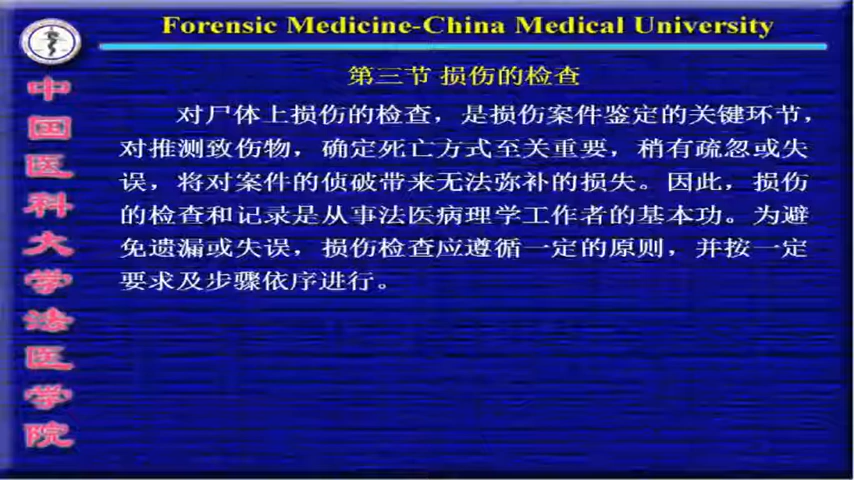 Forensic Medicine-China Medical University
第三节 损伤的检查
对尸体上损伤的检查，是损伤案件鉴定的关键环节，
对推测致伤物，确定死亡方式至关重要，稍有疏忽或失
误，将对案件的侦破带来无法弥补的损失。因此，损伤
的检查和记录是从事法医病理学工作者的基本功。为避
免遗漏或失误，损伤检查应遵循一定的原则，并按一定
要求及步骤依序进行。
中国医科大学法医学院